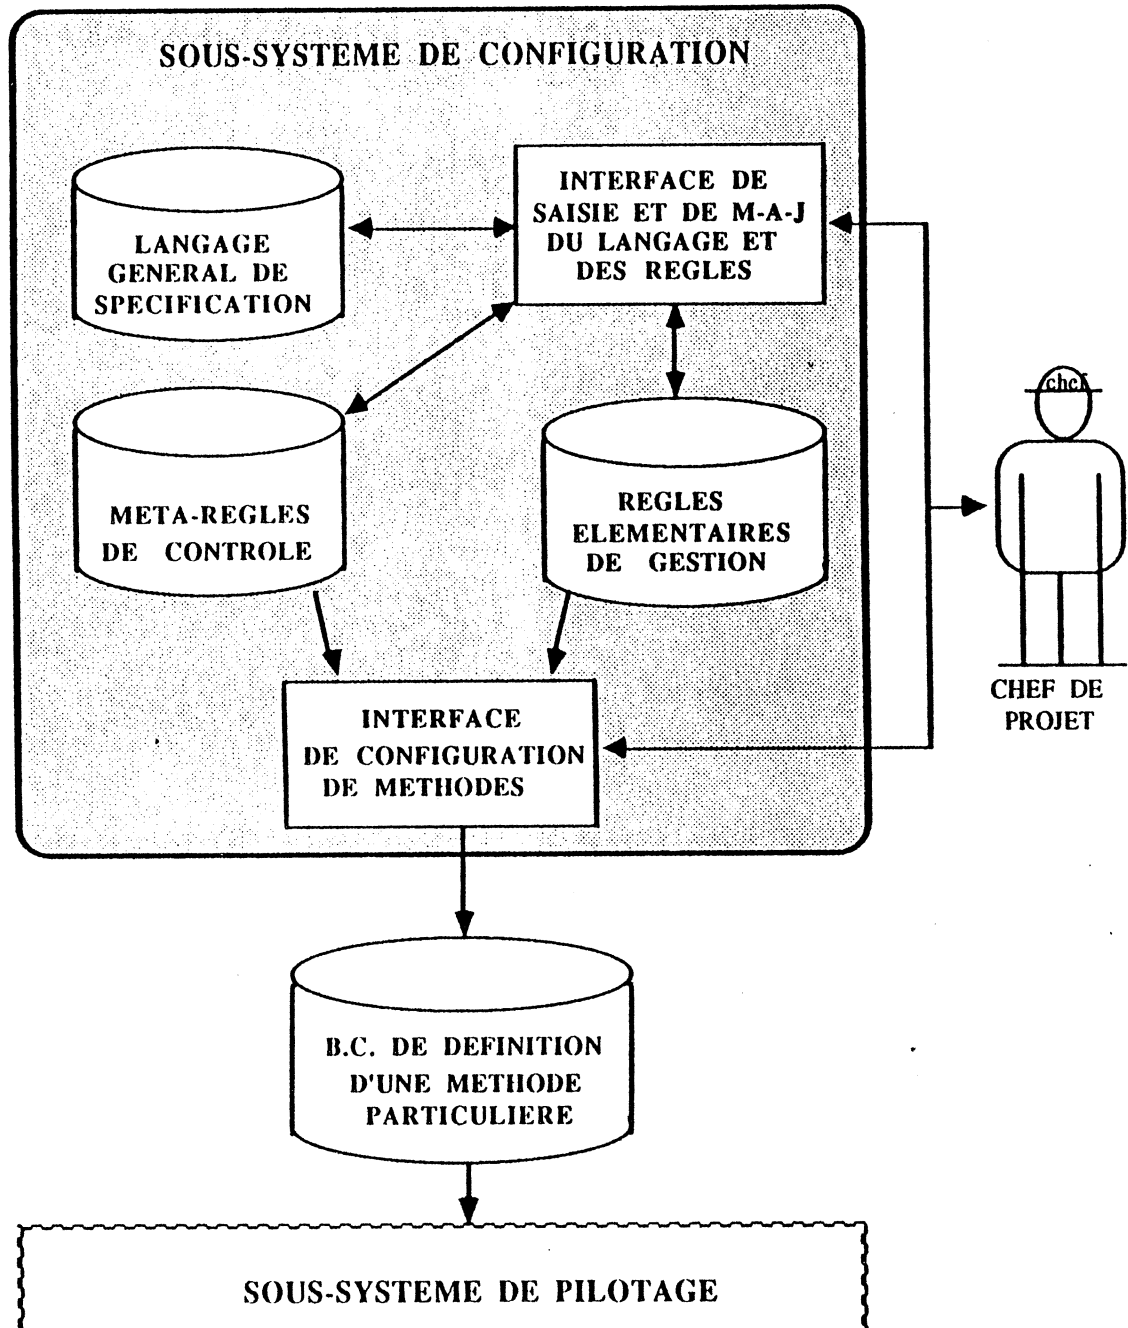 SOUS-SYSTEME DE CONFIGURATION
LANGAGE
GENERAL DE
SPECIFICATION
INTERFACE DE
SAISIE ET DE M-A-J
DU LANGAGE ET
DES REGLES
META-REGLES
DE CONTROLE
REGLES
ELEMENTAIRES
DE GESTION
chef
CHEF DE
PROJET
INTERFACE
DE CONFIGURATION
DE METHODES
B.C. DE DEFINITION
D'UNE METHODE
PARTICULIERE
SOUS-SYSTEME DE PILOTAGE